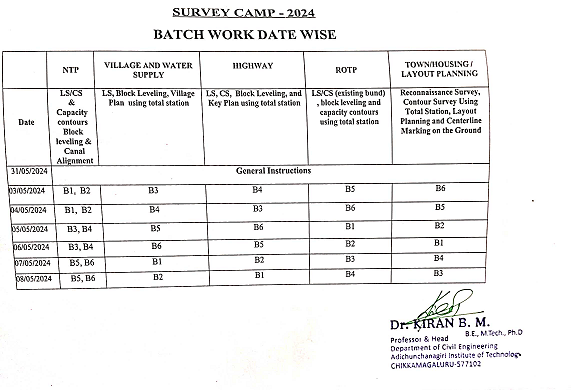 SURVEY CAMP - 2024
BATCH WORK DATE WISE
NTP VILLAGE AND WATER SUPPLY HIGHWAY ROTP TOWN/HOUSING / LAYOUT PLANNING
Date LS/CS & Capacity contours Block leveling & Canal Alignment LS, Block Leveling, Village Plan using total station LS, CS, Block Leveling, and Key Plan using total station LS/CS (existing bund) , block leveling and capacity contours using total station Reconnaissance Survey, Contour Survey Using Total Station, Layout Planning and Centerline Marking on the Ground
31/05/2024 General Instructions
03/05/2024 B1, B2 B3 B4 B5 B6
04/05/2024 B1, B2 B4 B3 B6 B5
05/05/2024 B3, B4 B5 B6 B1 B2
06/05/2024 B3, B4 B6 B5 B2 B1
07/05/2024 B5, B6 B1 B2 B3 B4
08/05/2024 B5, B6 B2 B1 B4 B3
Dr. KIRAN B. M.
B.E., M.Tech., Ph.D
Professor & Head
Department of Civil Engineering
Adichunchanagiri Institute of Technology
CHIKKAMAGALURU-577102